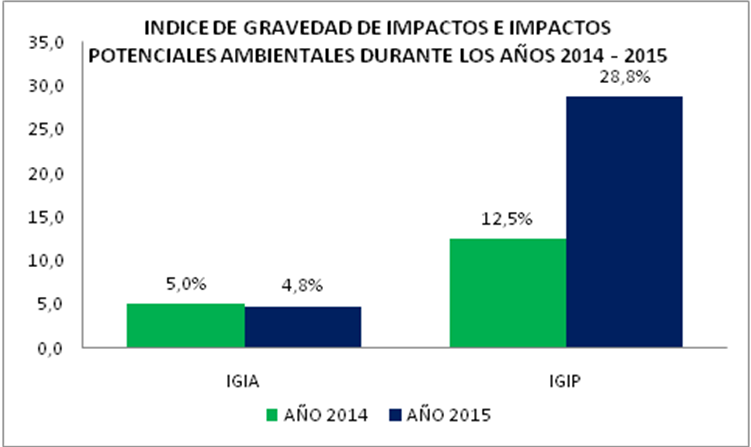 INDICE DE GRAVEDAD DE IMPACTOS E IMPACTOS
POTENCIALES AMBIENTALES DURANTE LOS AÑOS 2014 - 2015
35,0
30,0
25,0
20,0
15,0
10,0
5,0
0,0
5,0%
4,8%
12,5%
28,8%
IGIA
IGIP
AÑO 2014
AÑO 2015